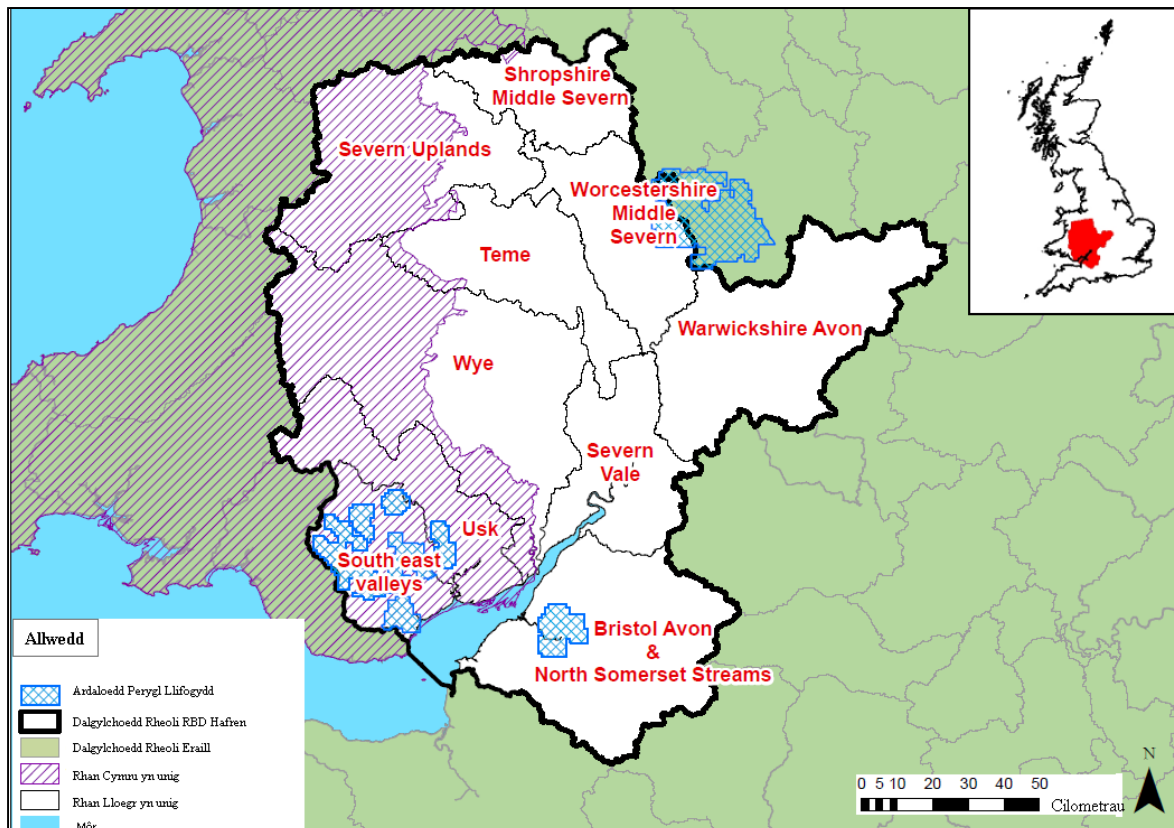 Shropshire
Middle Severn
Severn Uplands
Worcestershire
Middle
Severn
Teme
Warwickshire Avon
Wye
Severn
Vale
Usk
South east
valleys
Bristol Avon
&
North Somerset Streams
Allwedd
Ardaloedd Perygl Llifogydd
Dalgylchoedd Rheoli RBD Hafren
Dalgylchoedd Rheoli Eraill
Rhan Cymru yn unig
Rhan Lloegr yn unig
Môr
0 5 10 20 30 40 50
Cilometrau
N